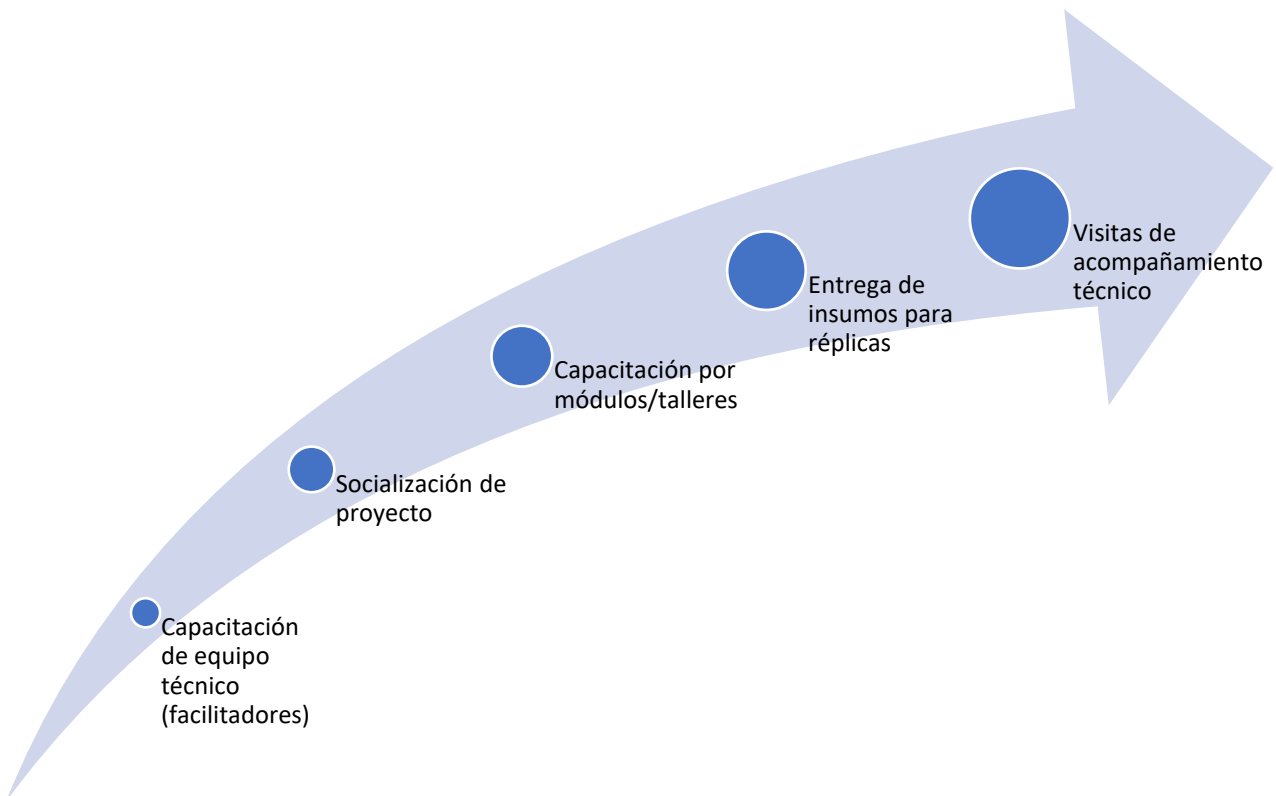 Visitas de
acompañamiento
técnico
Entrega de
insumos para
réplicas
Capacitación por
módulos/talleres
Socialización de
proyecto
Capacitación
de equipo
técnico
(facilitadores)